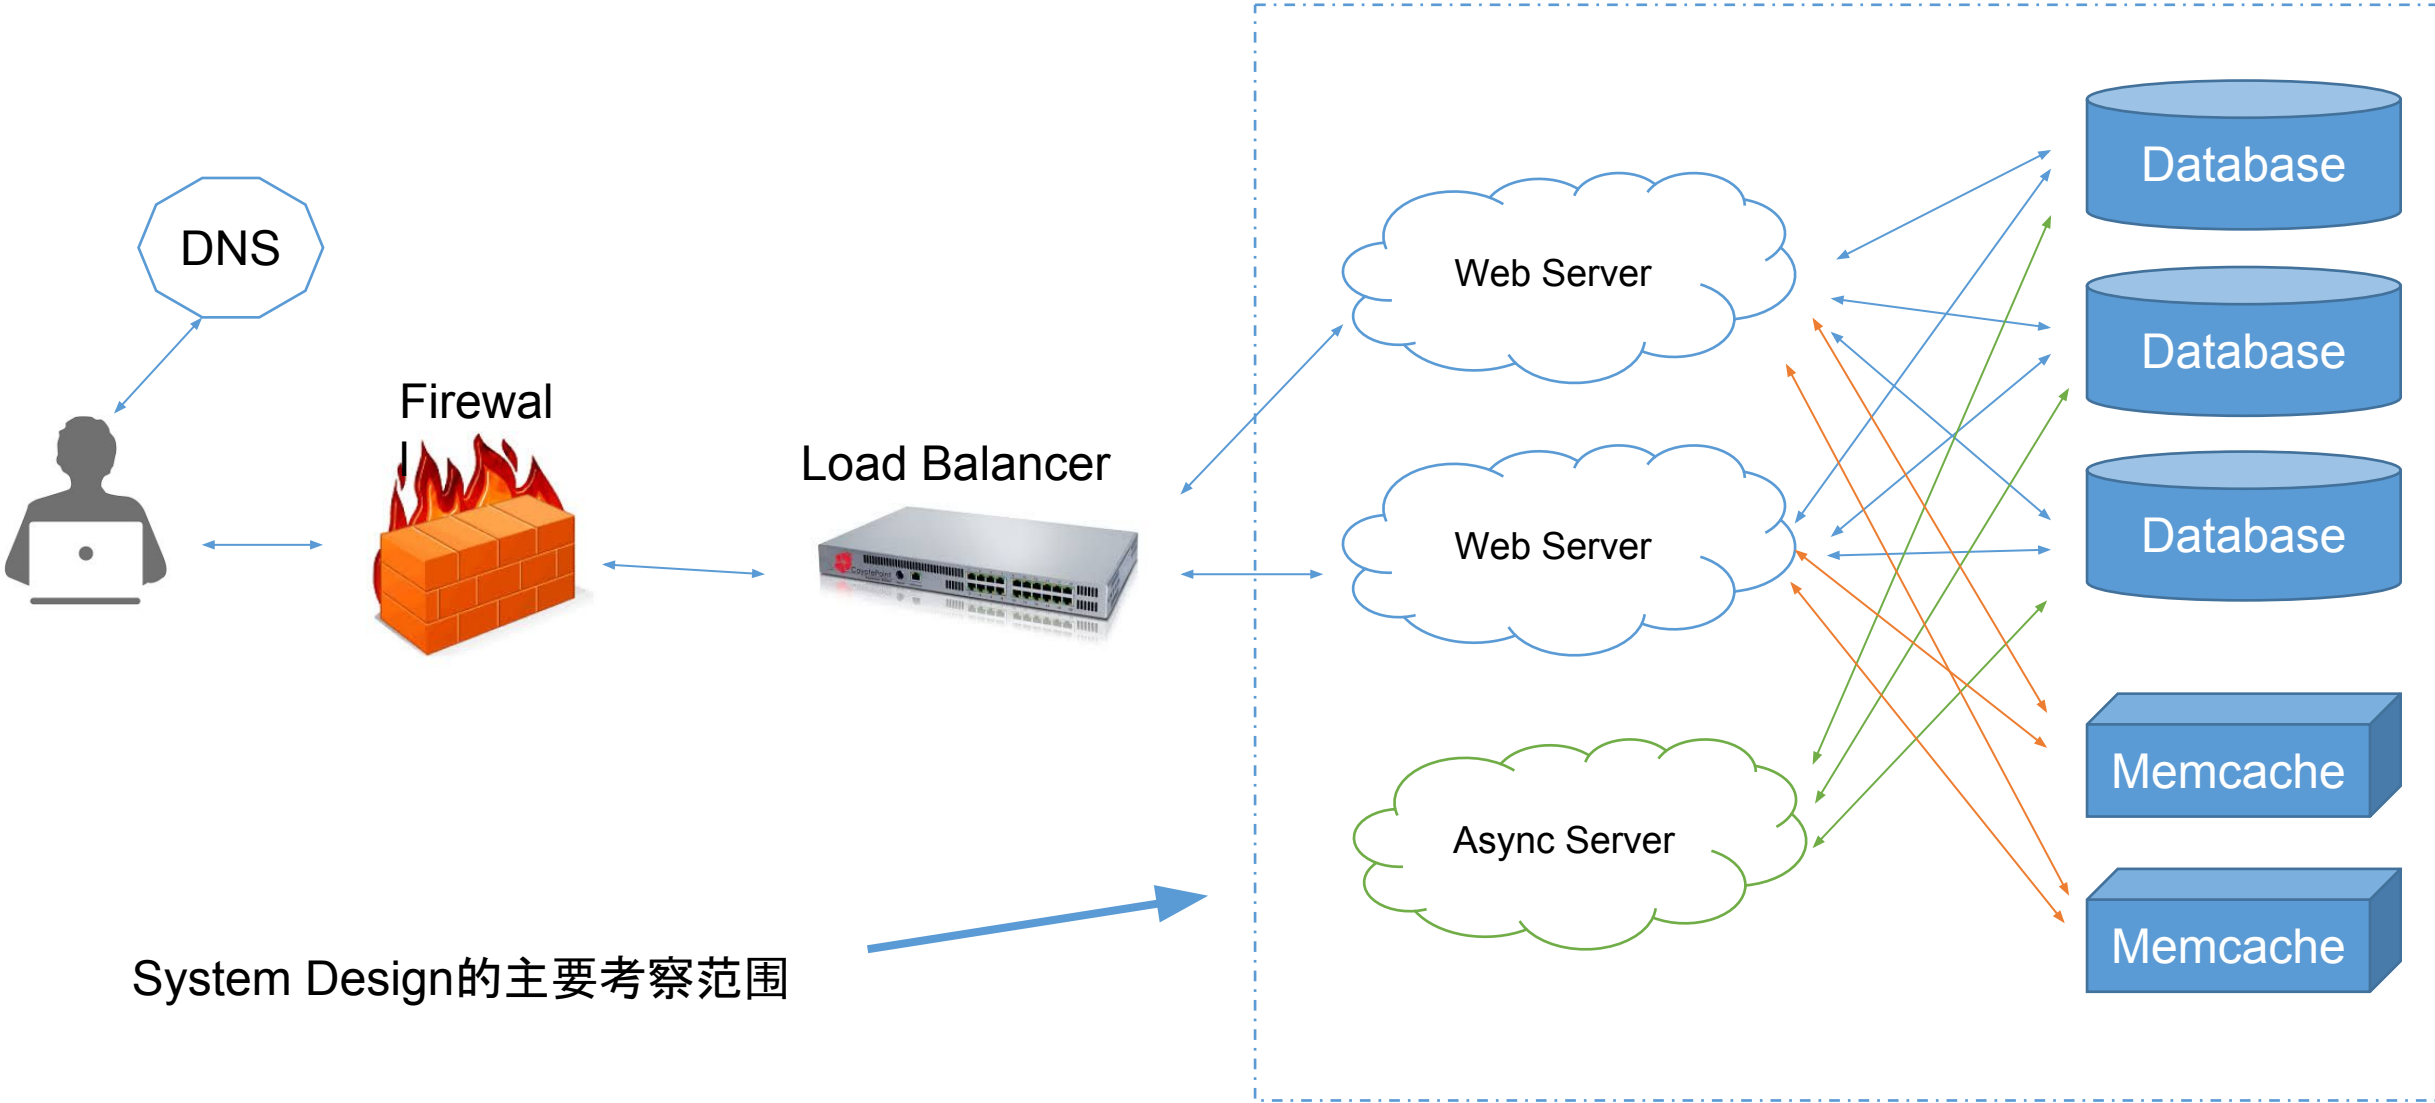 DNS
Firewal
l
Load Balancer
CoyotePoint
Web Server
Web Server
Async Server
Database
Database
Database
Memcache
Memcache
System Design的主要考察范围